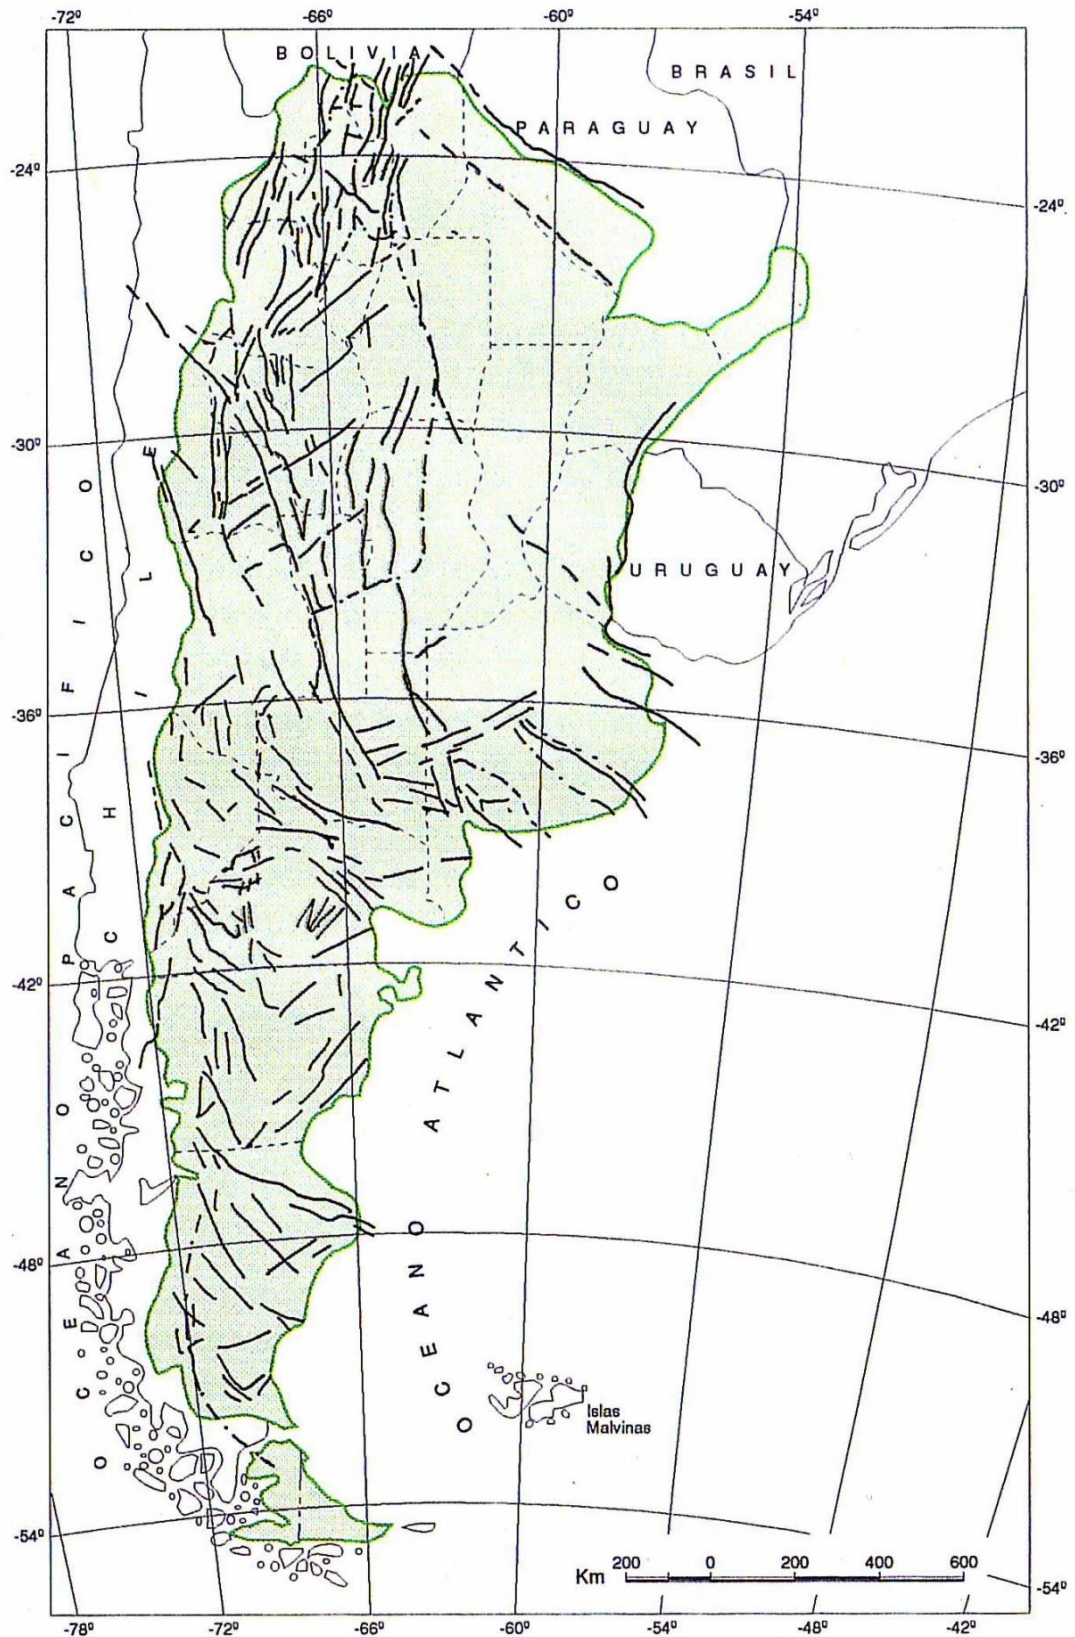 -72º -66º -60º -54º
BOLIVIA
BRASIL
PARAGUAY
-24º -24º
-30º -30º
CHILE
URUGUAY
-36º -36º
OCEANO PACIFICO
OCEANO ATLANTICO
-42º -42º
-48º -48º
Islas
Malvinas
-54º -54º
Km 200 0 200 400 600
-78º -72º -66º -60º -54º -48º -42º